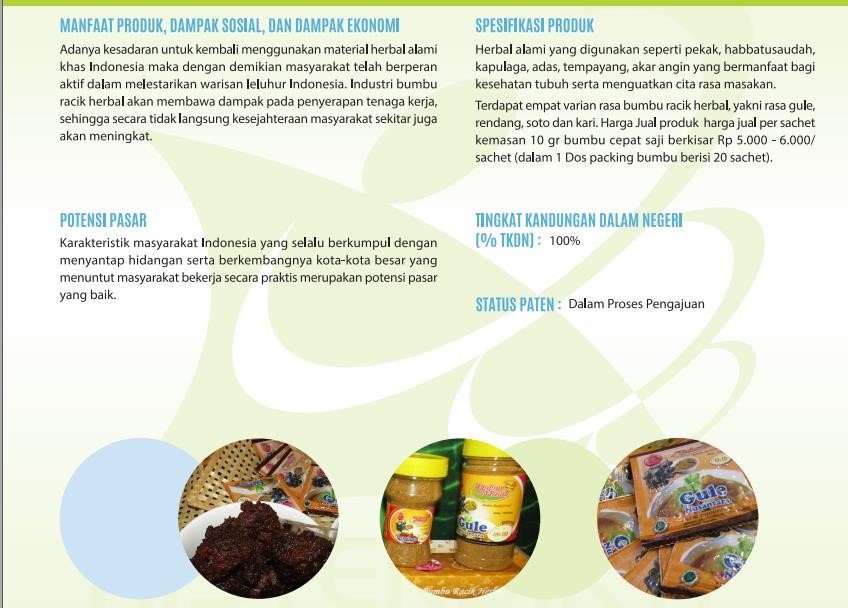 MANFAAT PRODUK, DAMPAK SOSIAL, DAN DAMPAK EKONOMI
Adanya kesadaran untuk kembali menggunakan material herbal alami
khas Indonesia maka dengan demikian masyarakat telah berperan
aktif dalam melestarikan warisan leluhur Indonesia. Industri bumbu
racik herbal akan membawa dampak pada penyerapan tenaga kerja,
sehingga secara tidak langsung kesejahteraan masyarakat sekitar juga
akan meningkat.
SPESIFIKASI PRODUK
Herbal alami yang digunakan seperti pekak, habbatusaudah,
kapulaga, adas, tempayang, akar angin yang bermanfaat bagi
kesehatan tubuh serta menguatkan cita rasa masakan.
Terdapat empat varian rasa bumbu racik herbal, yakni rasa gule,
rendang, soto dan kari. Harga Jual produk harga jual per sachet
kemasan 10 gr bumbu cepat saji berkisar Rp 5.000 - 6.000/
sachet (dalam 1 Dos packing bumbu berisi 20 sachet).
POTENSI PASAR
Karakteristik masyarakat Indonesia yang selalu berkumpul dengan
menyantap hidangan serta berkembangnya kota-kota besar yang
menuntut masyarakat bekerja secara praktis merupakan potensi pasar
yang baik.
TINGKAT KANDUNGAN DALAM NEGERI
(% TKDN) : 100%
STATUS PATEN : Dalam Proses Pengajuan
Gule
Bumbu Racik
Gule
Nusantara